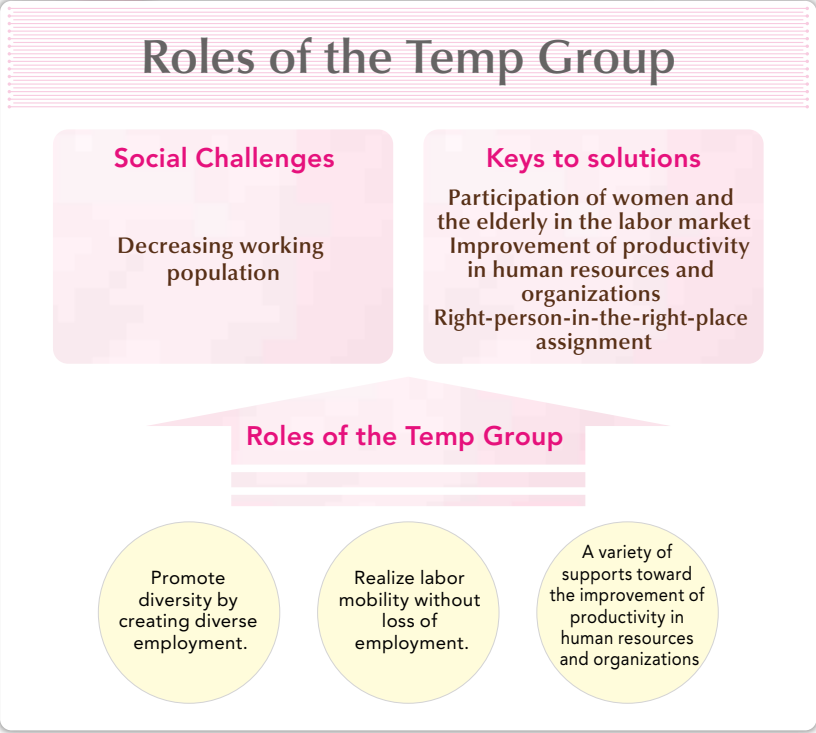 Roles of the Temp Group
Social Challenges
Decreasing working
population
Keys to solutions
Participation of women and
the elderly in the labor market
Improvement of productivity
in human resources and
organizations
Right-person-in-the-right-place
assignment
Roles of the Temp Group
Promote
diversity by
creating diverse
employment.
Realize labor
mobility without
loss of
employment.
A variety of
supports toward
the improvement of
productivity in
human resources
and organizations